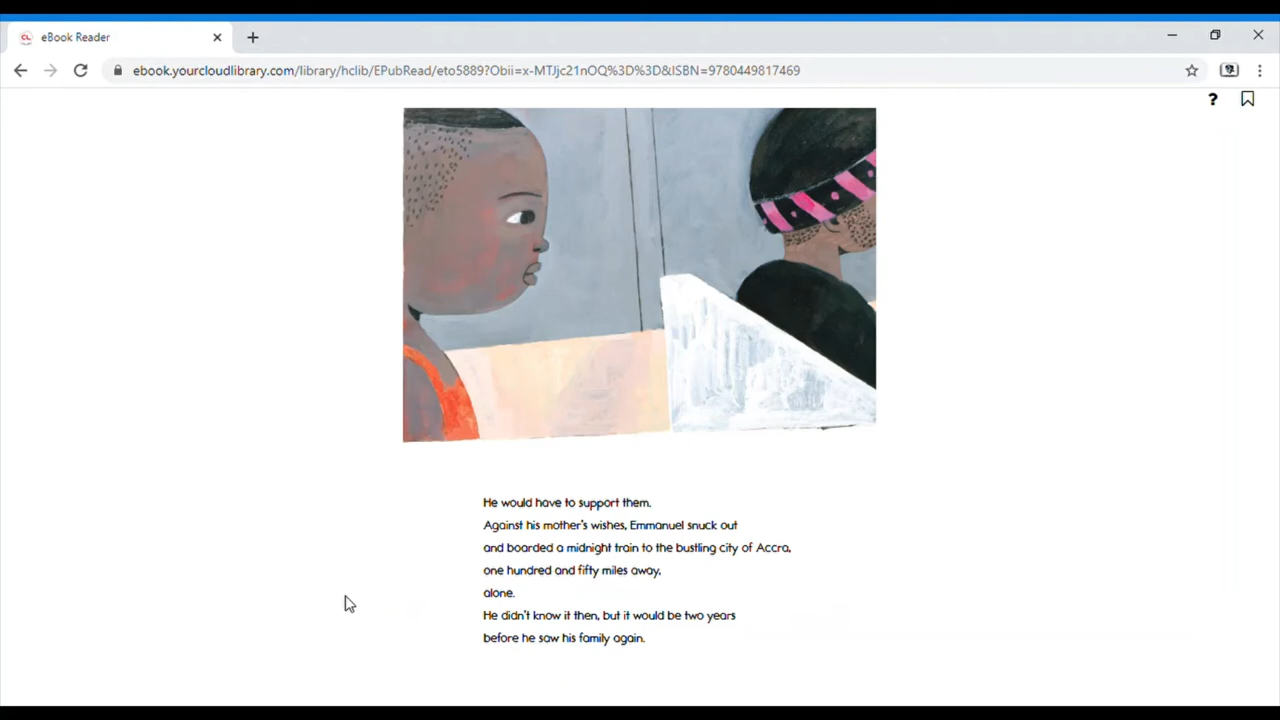 eBook Reader
ebook.yourcloudlibrary.com/library/hclib/EPubRead/eto5889?Obii=x-MTJjc21nOQ%3D%3D&ISBN=9780449817469
?
He would have to support them.
Against his mother's wishes, Emmanuel snuck out
and boarded a midnight train to the bustling city of Accra,
one hundred and fifty miles away,
alone.
He didn't know it then, but it would be two years
before he saw his family again.